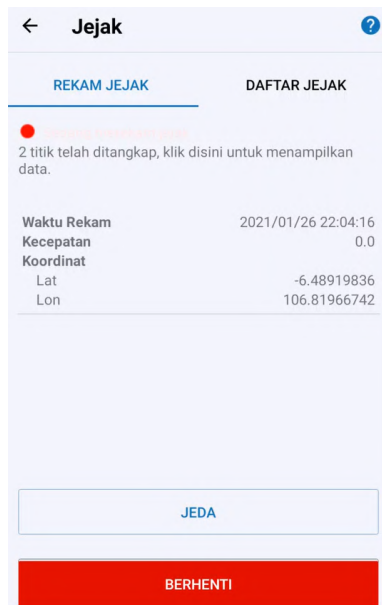 Jejak
?
REKAM JEJAK DAFTAR JEJAK
2 titik telah ditangkap, klik disini untuk menampilkan
data.
Waktu Rekam 2021/01/26 22:04:16
Kecepatan 0.0
Koordinat
Lat -6.48919836
Lon 106.81966742
JEDA
BERHENTI